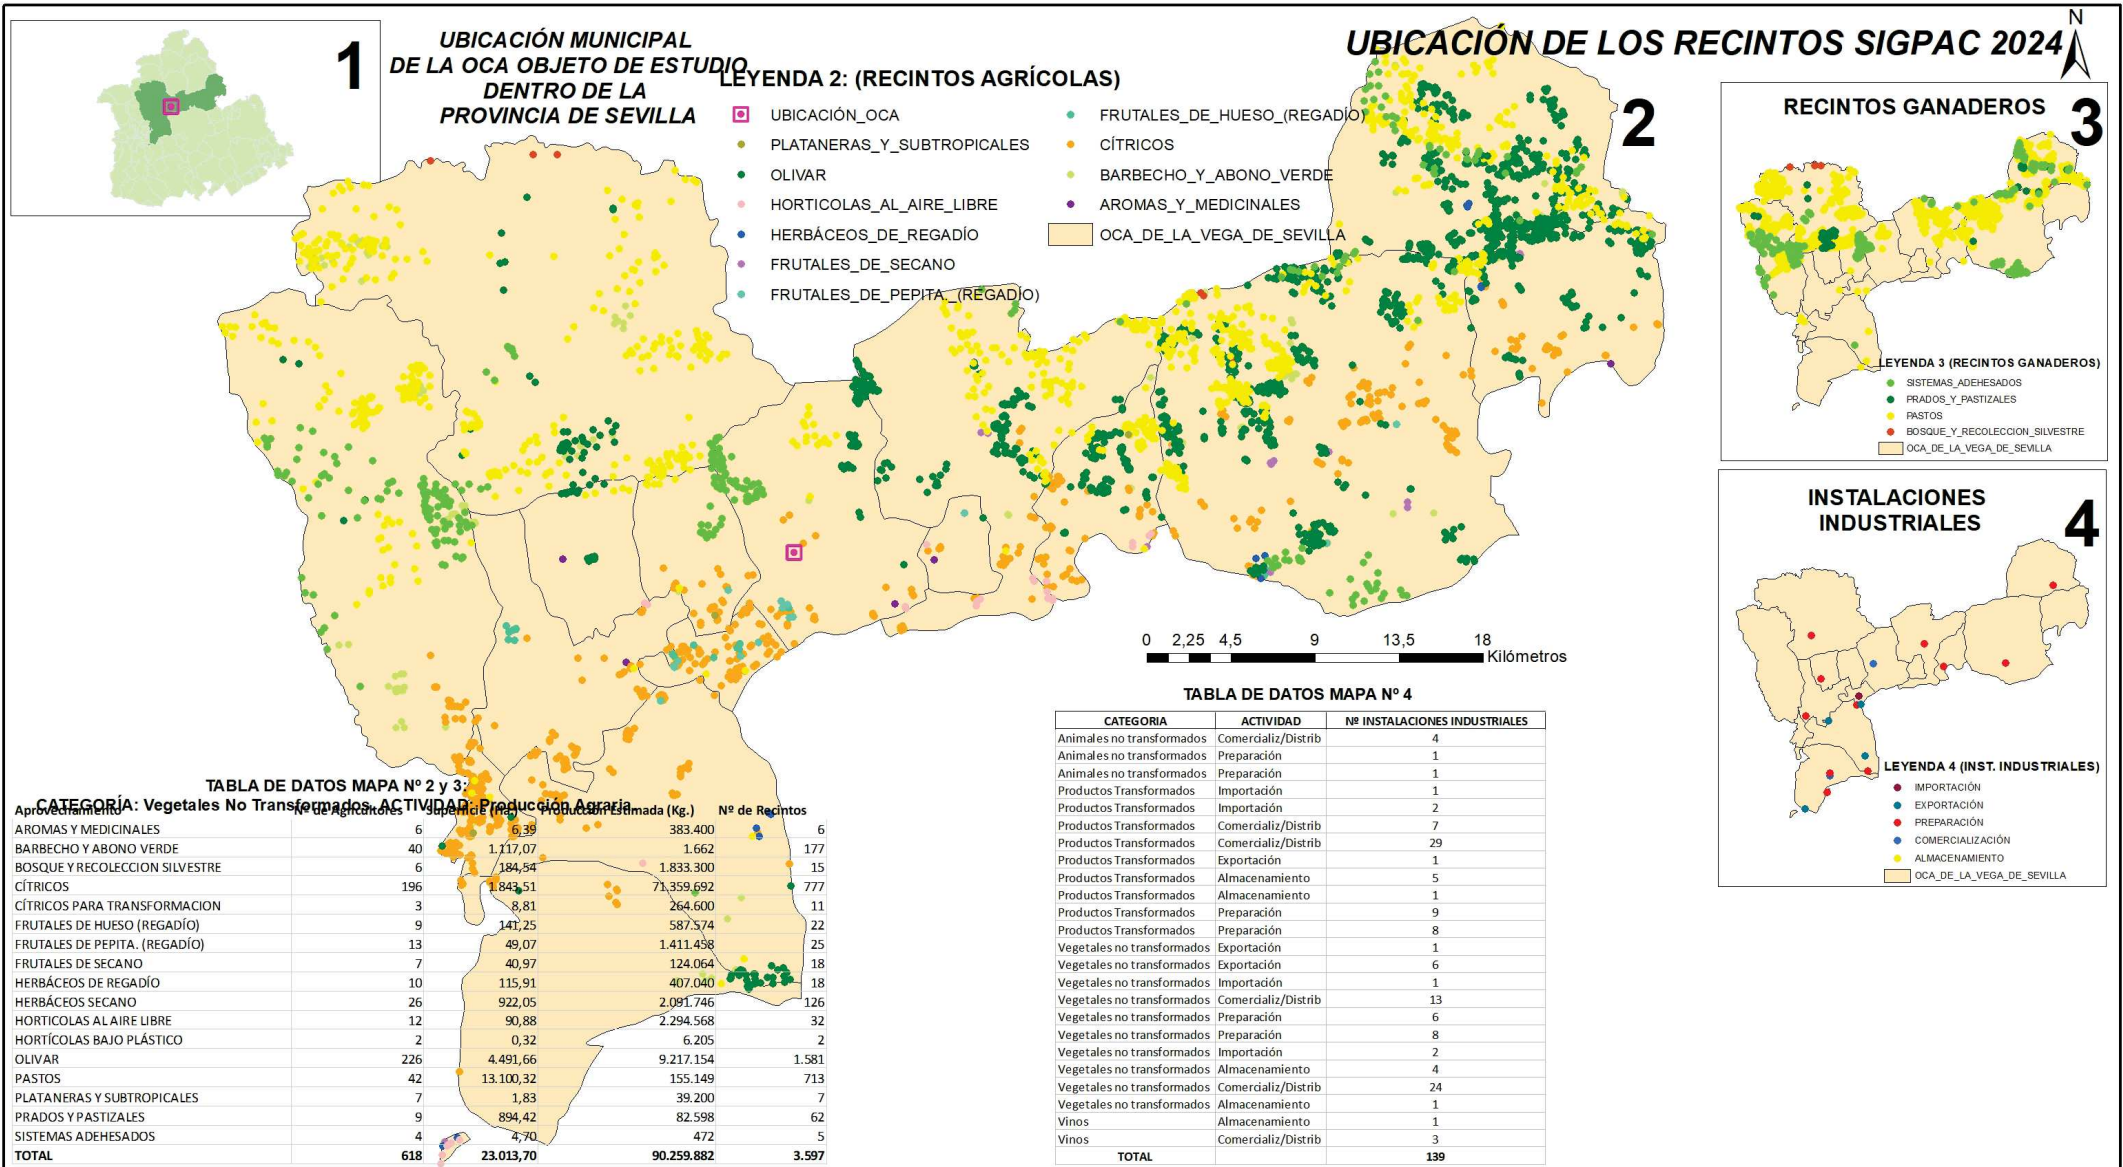 1
UBICACIÓN MUNICIPAL
DE LA OCA OBJETO DE ESTUDIO
DENTRO DE LA
PROVINCIA DE SEVILLA
UBICACIÓN DE LOS RECINTOS SIGPAC 2024
N
2
LEYENDA 2: (RECINTOS AGRÍCOLAS)
UBICACIÓN_OCA
PLATANERAS_Y_SUBTROPICALES
OLIVAR
HORTICOLAS_AL_AIRE_LIBRE
HERBÁCEOS_DE_REGADÍO
FRUTALES_DE_SECANO
FRUTALES_DE_PEPITA._(REGADÍO)
FRUTALES_DE_HUESO_(REGADÍO)
CÍTRICOS
BARBECHO_Y_ABONO_VERDE
AROMAS_Y_MEDICINALES
OCA_DE_LA_VEGA_DE_SEVILLA
RECINTOS GANADEROS
3
LEYENDA 3 (RECINTOS GANADEROS)
SISTEMAS_ADEHESADOS
PRADOS_Y_PASTIZALES
PASTOS
BOSQUE_Y_RECOLECCION_SILVESTRE
OCA_DE_LA_VEGA_DE_SEVILLA
INSTALACIONES
INDUSTRIALES
4
LEYENDA 4 (INST. INDUSTRIALES)
IMPORTACIÓN
EXPORTACIÓN
PREPARACIÓN
COMERCIALIZACIÓN
ALMACENAMIENTO
OCA_DE_LA_VEGA_DE_SEVILLA
0 2,25 4,5 9 13,5 18
Kilómetros
TABLA DE DATOS MAPA Nº 2 y 3:
CATEGORÍA: Vegetales No Transformados. ACTIVIDAD: Producción Agraria.
Aprovechamiento Nº de Agricultores Superficie (Ha) Producción Estimada (Kg.) Nº de Recintos
AROMAS Y MEDICINALES 6 6,39 383.400 6
BARBECHO Y ABONO VERDE 40 1.117,07 1.662 177
BOSQUE Y RECOLECCION SILVESTRE 6 184,54 1.833.300 15
CÍTRICOS 196 1.843,51 71.359.692 777
CÍTRICOS PARA TRANSFORMACION 3 8,81 264.600 11
FRUTALES DE HUESO (REGADÍO) 9 141,25 587.574 22
FRUTALES DE PEPITA. (REGADÍO) 13 49,07 1.411.458 25
FRUTALES DE SECANO 7 40,97 124.064 18
HERBÁCEOS DE REGADÍO 10 115,91 407.040 18
HERBÁCEOS SECANO 26 922,05 2.091.746 126
HORTICOLAS AL AIRE LIBRE 12 90,88 2.294.568 32
HORTÍCOLAS BAJO PLÁSTICO 2 0,32 6.205 2
OLIVAR 226 4.491,66 9.217.154 1.581
PASTOS 42 13.100,32 155.149 713
PLATANERAS Y SUBTROPICALES 7 1,83 39.200 7
PRADOS Y PASTIZALES 9 894,42 82.598 62
SISTEMAS ADEHESADOS 4 4,70 472 5
TOTAL 618 23.013,70 90.259.882 3.597
TABLA DE DATOS MAPA Nº 4
CATEGORIA ACTIVIDAD Nº INSTALACIONES INDUSTRIALES
Animales no transformados Comercializ/Distrib 4
Animales no transformados Preparación 1
Animales no transformados Preparación 1
Productos Transformados Importación 1
Productos Transformados Importación 2
Productos Transformados Comercializ/Distrib 7
Productos Transformados Comercializ/Distrib 29
Productos Transformados Exportación 1
Productos Transformados Almacenamiento 5
Productos Transformados Almacenamiento 1
Productos Transformados Preparación 9
Productos Transformados Preparación 8
Vegetales no transformados Exportación 1
Vegetales no transformados Exportación 6
Vegetales no transformados Importación 1
Vegetales no transformados Comercializ/Distrib 13
Vegetales no transformados Preparación 6
Vegetales no transformados Preparación 8
Vegetales no transformados Importación 2
Vegetales no transformados Almacenamiento 4
Vegetales no transformados Comercializ/Distrib 24
Vegetales no transformados Almacenamiento 1
Vinos Almacenamiento 1
Vinos Comercializ/Distrib 3
TOTAL 139